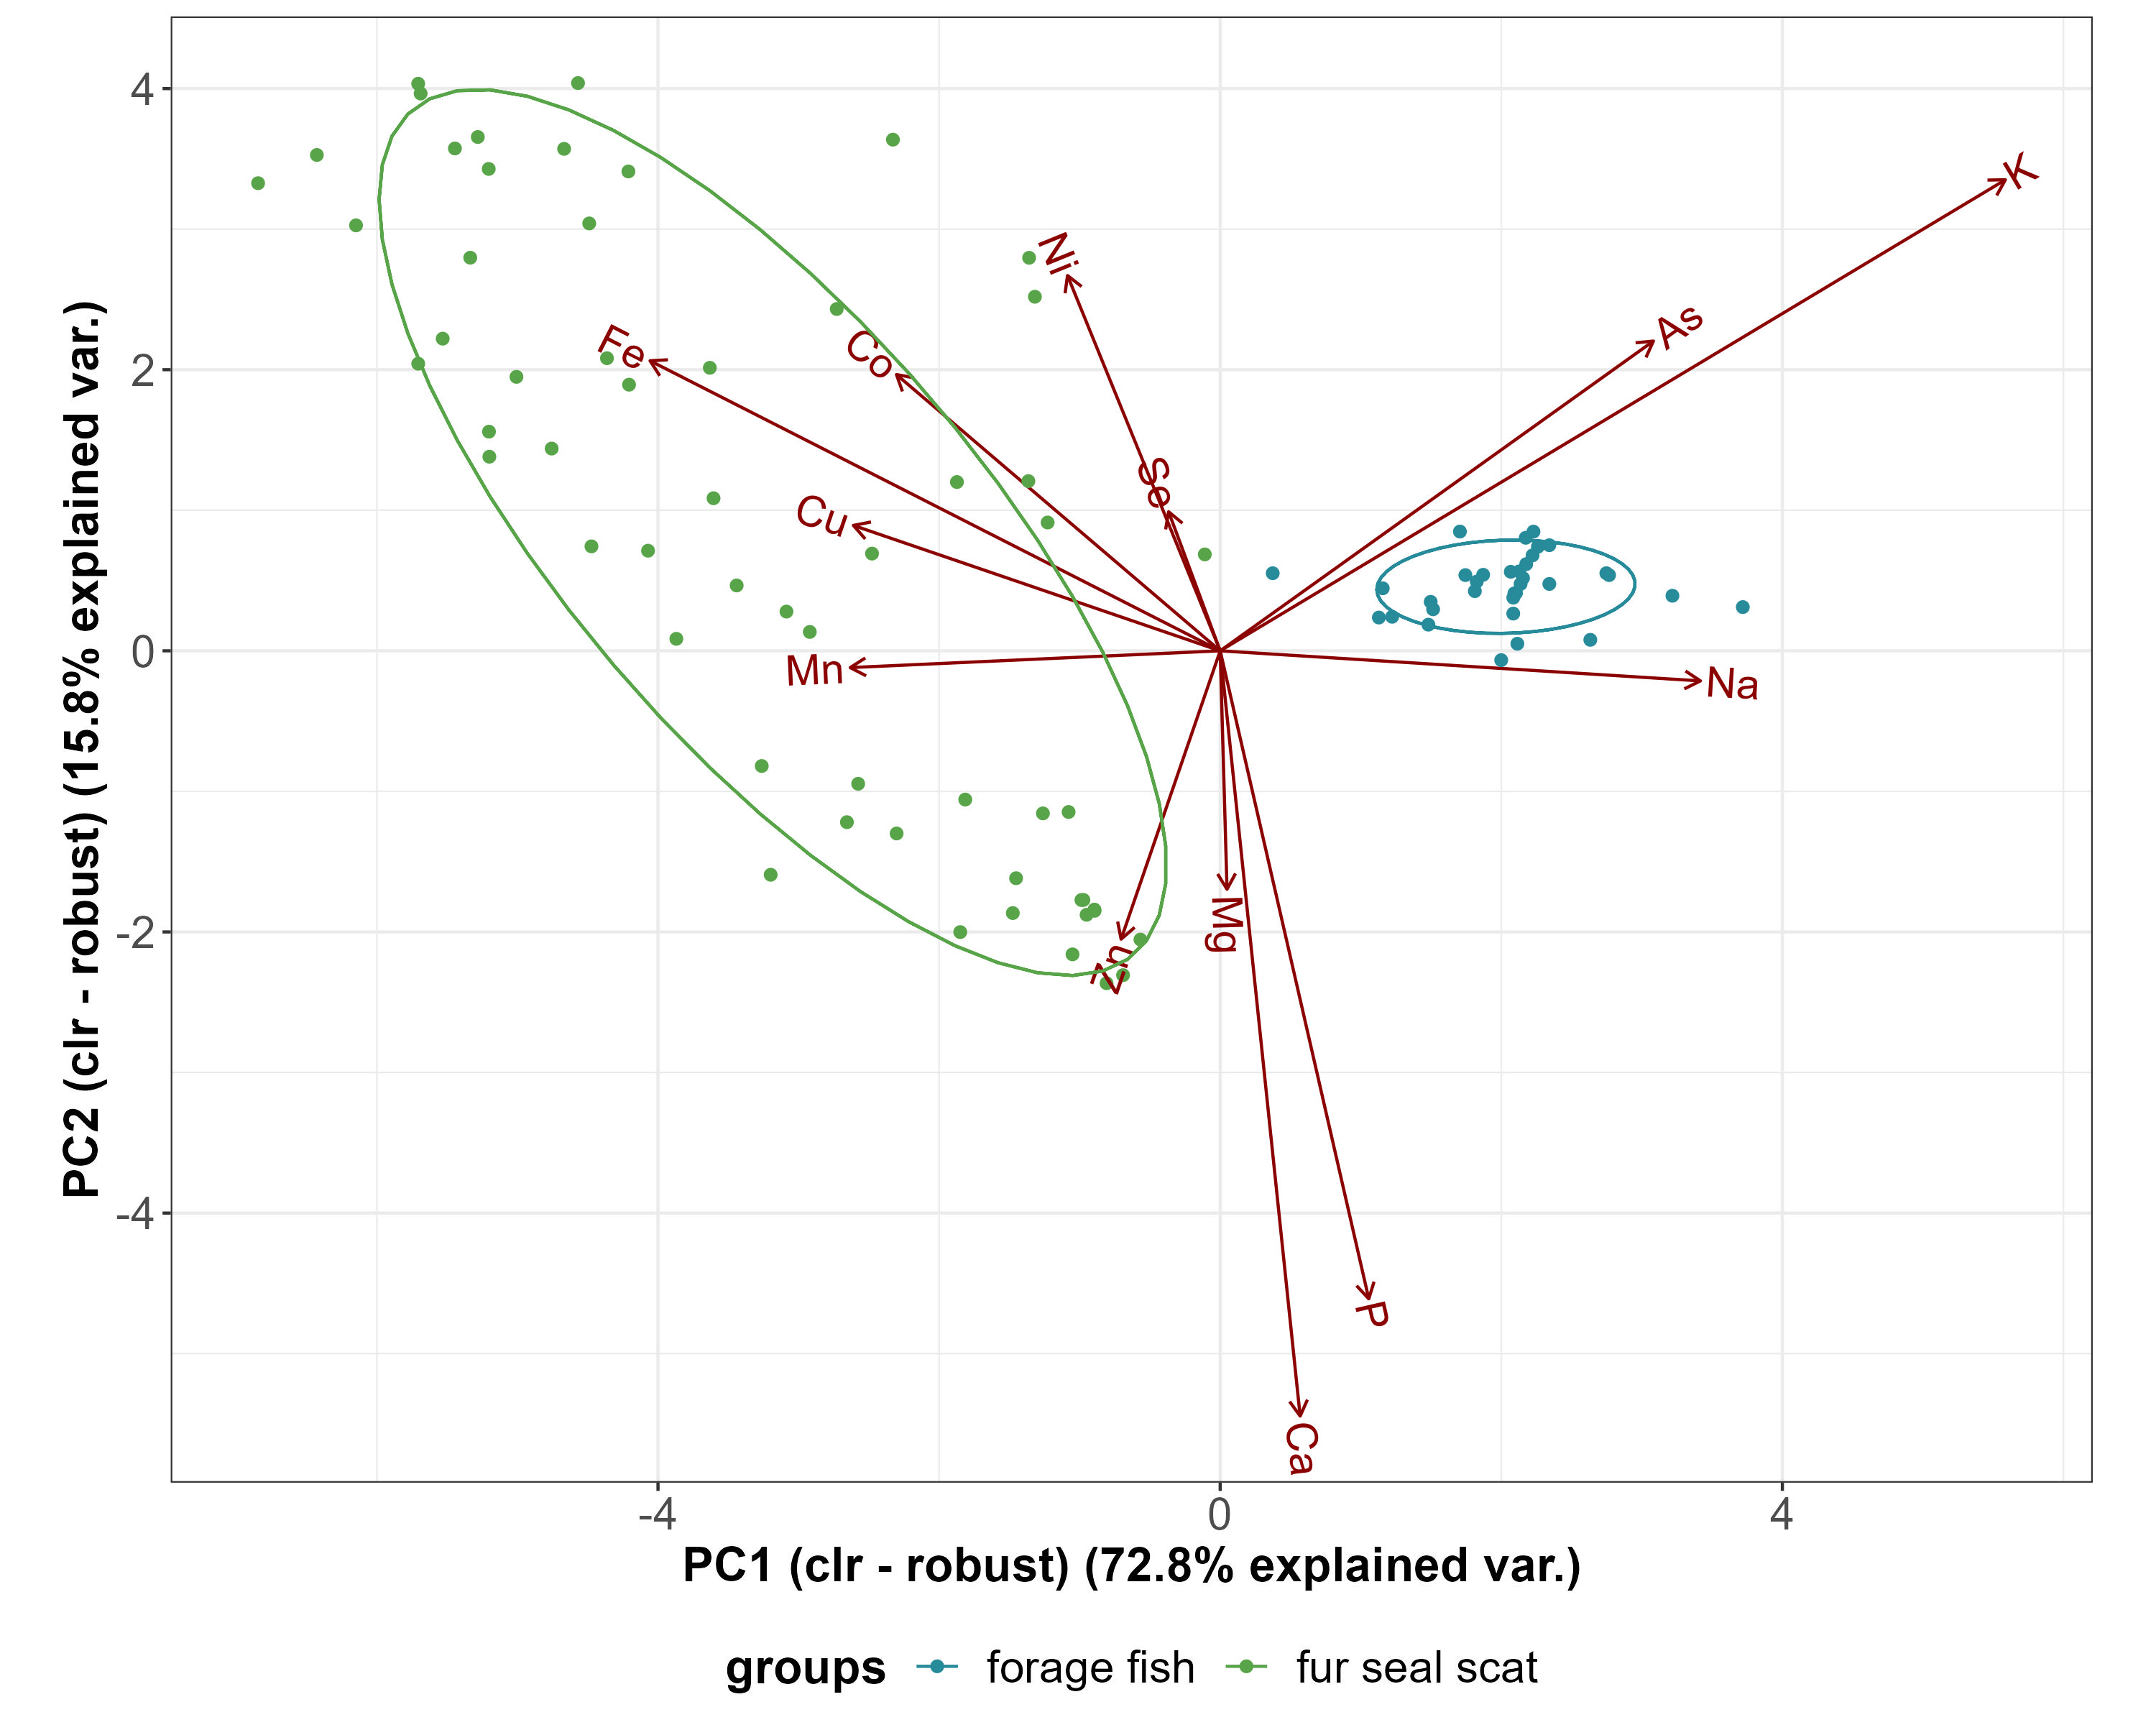 PC2 (clr - robust) (15.8% explained var.)
4
2
0
-2
-4
K
As
Ni
Fe
Co
Se
Cu
Mn
Na
Mg
Zn
P
Ca
-4
0
4
PC1 (clr - robust) (72.8% explained var.)
groups forage fish fur seal scat